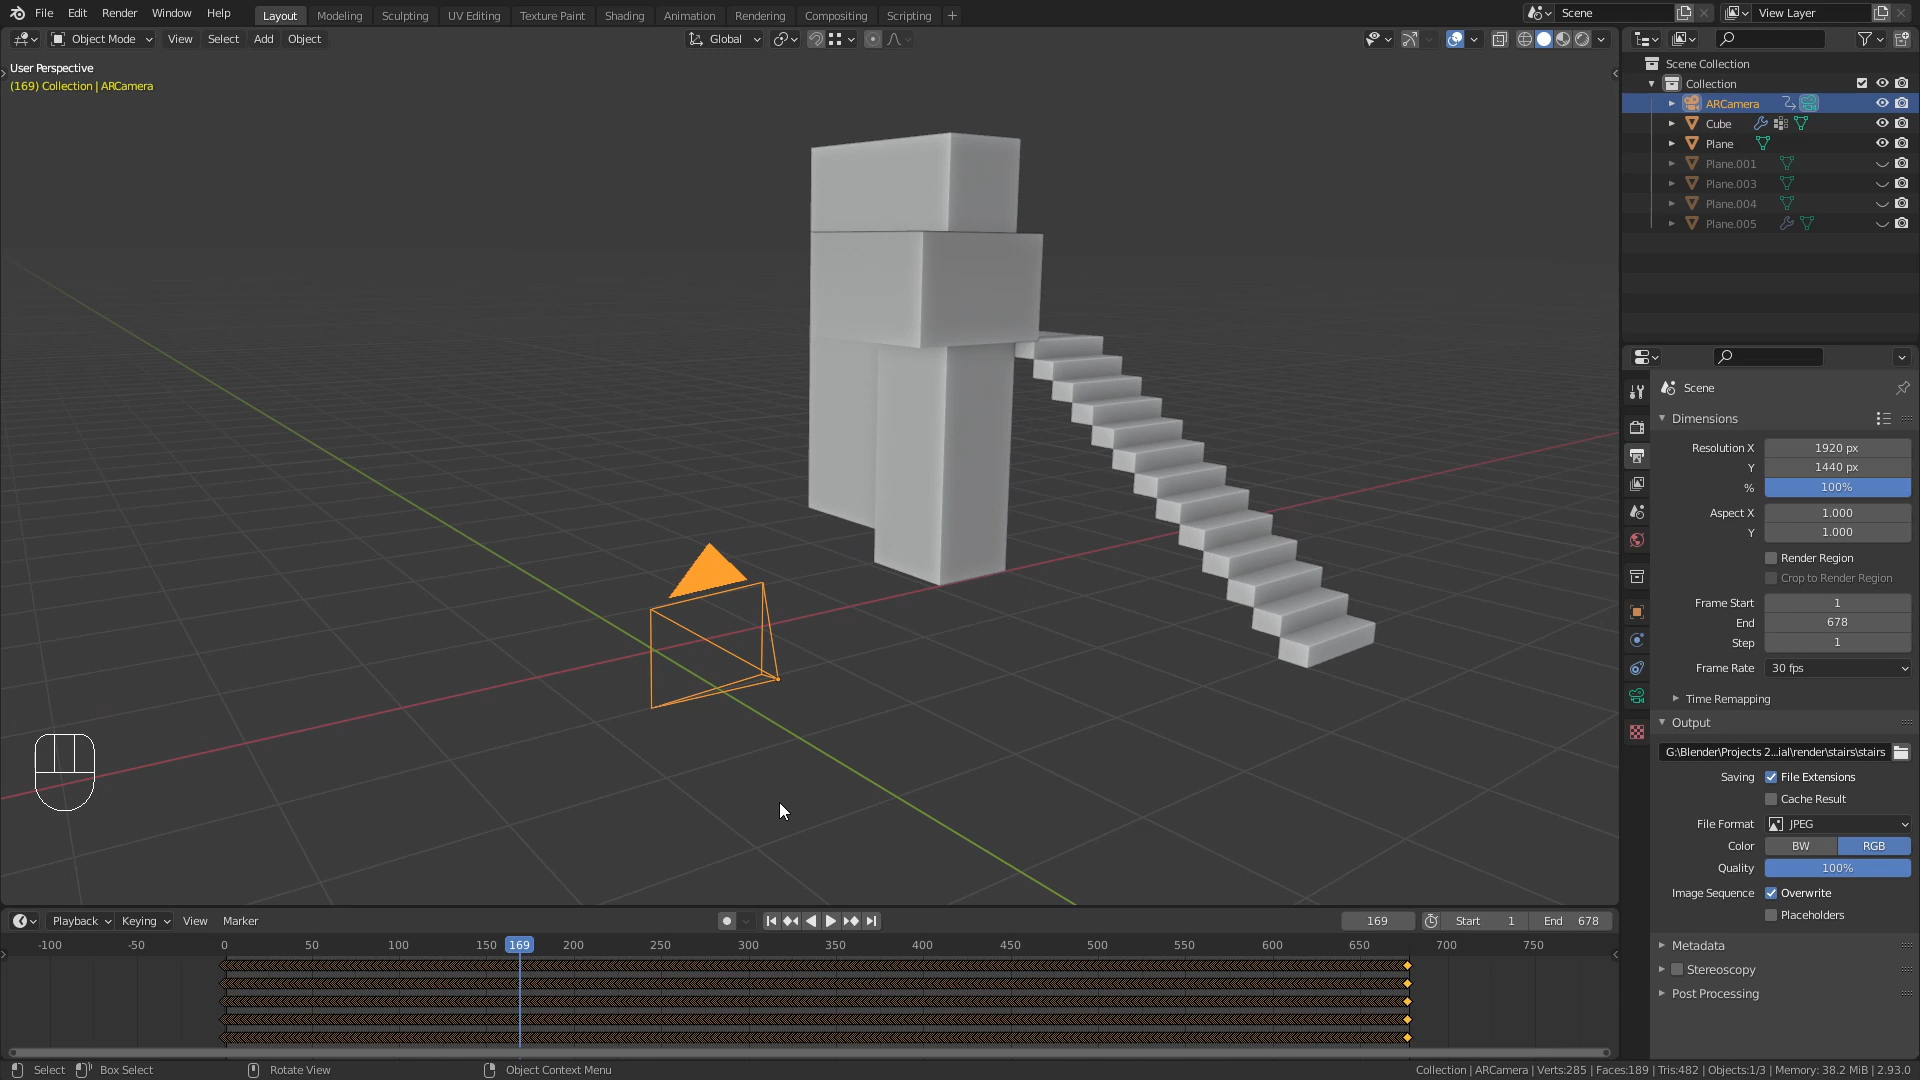 File Edit Render Window Help Layout Modeling Sculpting UV Editing Texture Paint Shading Animation Rendering Compositing Scripting + Scene View Layer
Object Mode View Select Add Object Global
User Perspective
(169) Collection | ARCamera
Scene Collection
Collection
ARCamera
Cube
Plane
Plane.001
Plane.003
Plane.004
Plane.005
Scene
Dimensions
Resolution X 1920 px
Y 1440 px
% 100%
Aspect X 1.000
Y 1.000
Render Region
Crop to Render Region
Frame Start 1
End 678
Step 1
Frame Rate 30 fps
Time Remapping
Output
G:\Blender\Projects 2...ial\render\stairs\stairs
Saving File Extensions
Cache Result
File Format JPEG
Color BW RGB
Quality 100%
Image Sequence Overwrite
Placeholders
Metadata
Stereoscopy
Post Processing
Playback Keying View Marker 169 Start 1 End 678
-100 -50 0 50 100 150 169 200 250 300 350 400 450 500 550 600 650 700 750
Select Box Select Rotate View Object Context Menu Collection | ARCamera | Verts:285 | Faces:189 | Tris:482 | Objects:1/3 | Memory: 38.2 MiB | 2.93.0